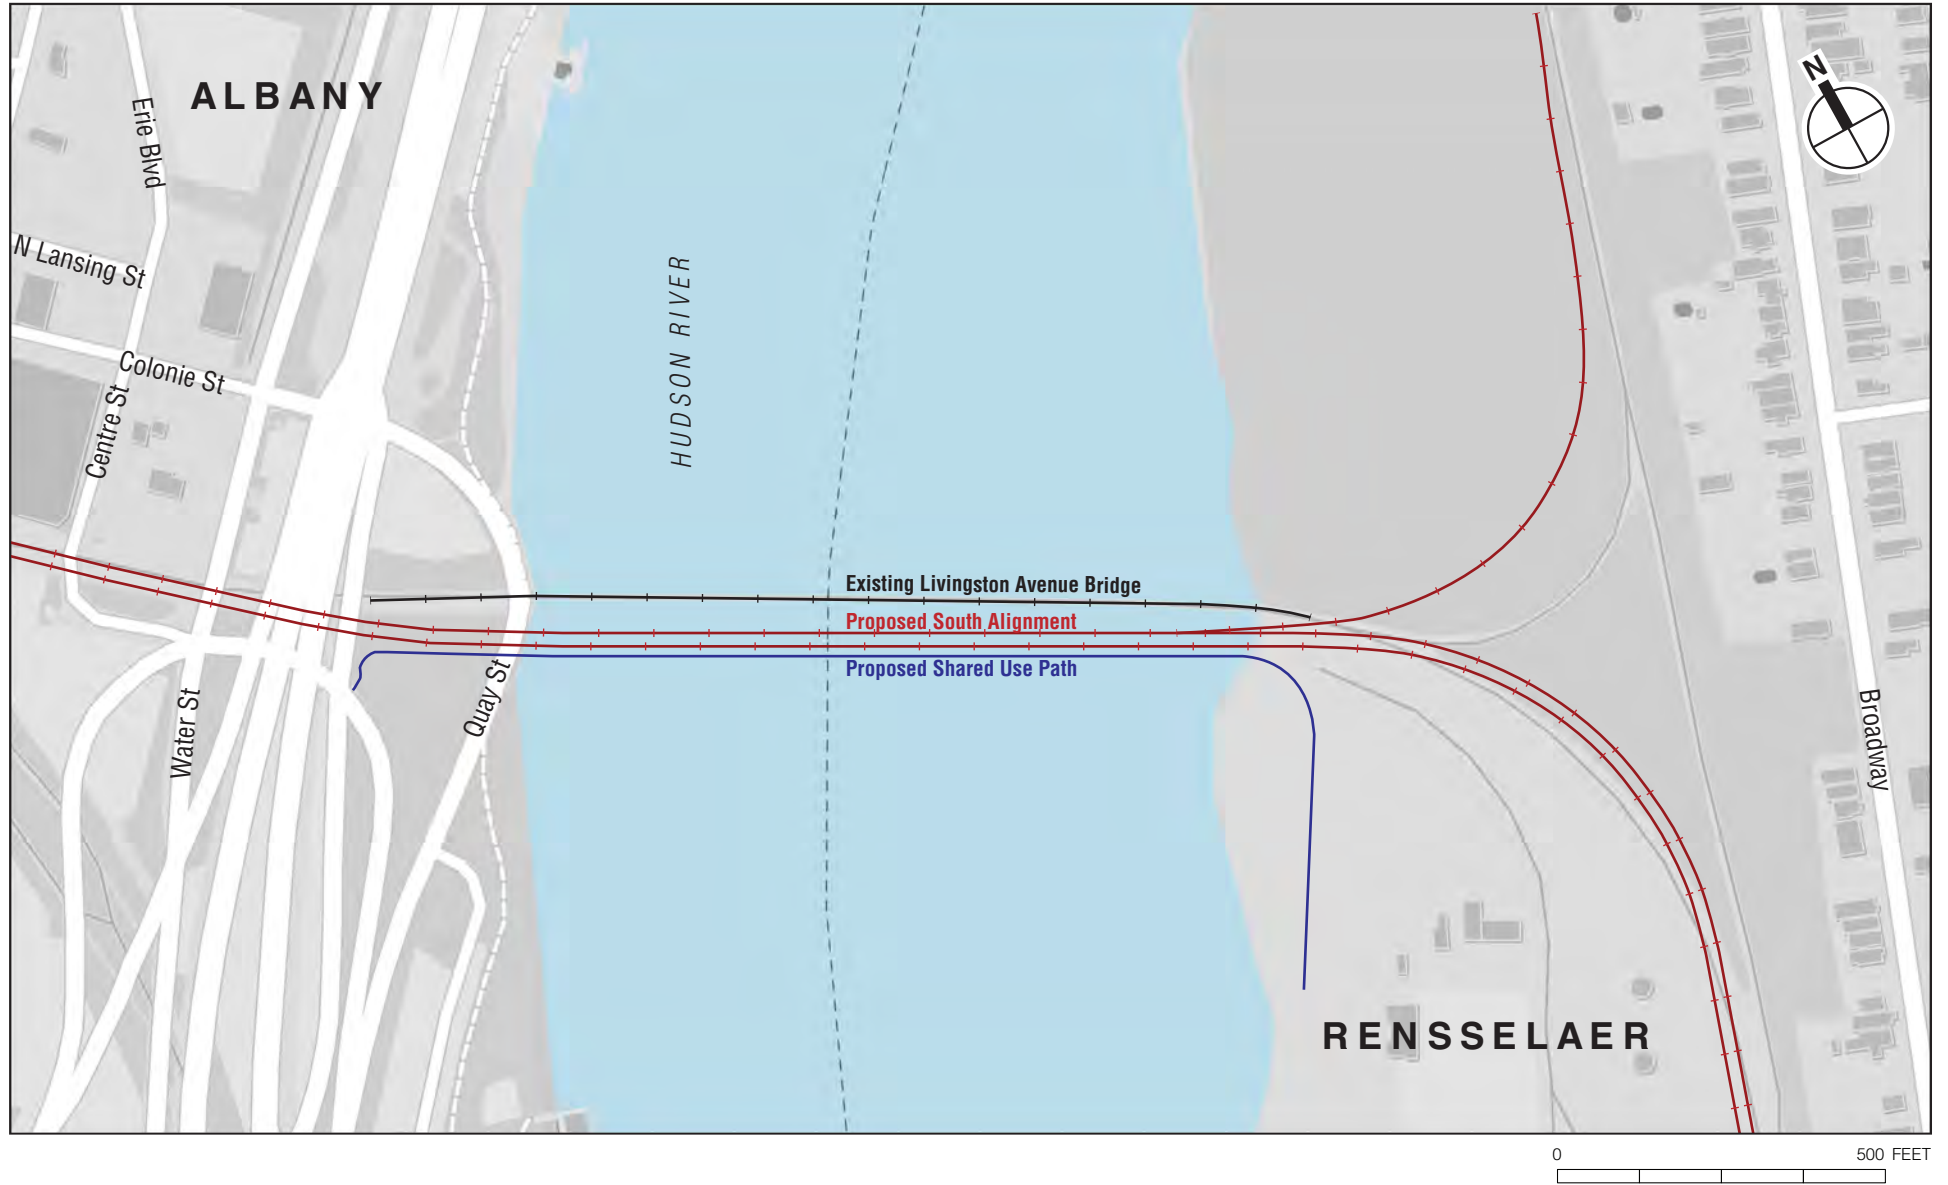 ALBANY
N
Erie Blvd
N Lansing St
HUDSON RIVER
Colonie St
Centre St
Existing Livingston Avenue Bridge
Proposed South Alignment
Proposed Shared Use Path
Quay St
Water St
Broadway
RENSSELAER
0 500 FEET